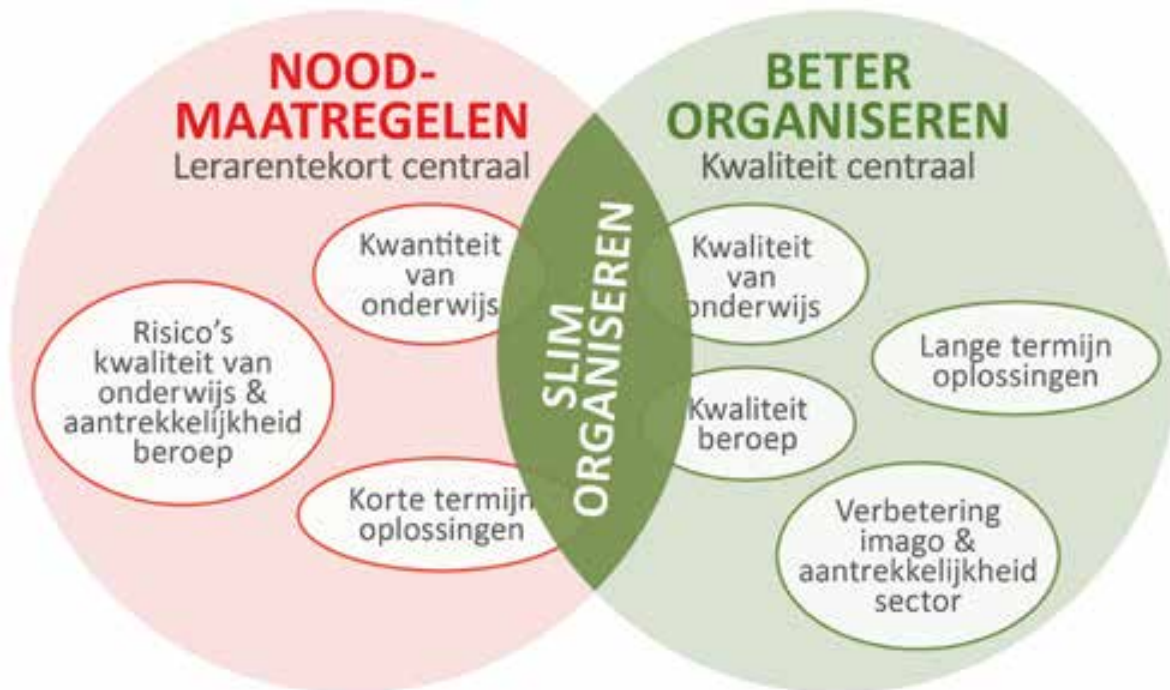 NOOD-
MAATREGELEN
Lerarentekort centraal
Kwantiteit
van
onderwijs
Risico's
kwaliteit van
onderwijs &
aantrekkelijkheid
beroep
Korte termijn
oplossingen
SLIM
ORGANISEREN
BETER
ORGANISEREN
Kwaliteit centraal
Kwaliteit
van
onderwijs
Lange termijn
oplossingen
Kwaliteit
beroep
Verbetering
imago &
aantrekkelijkheid
sector